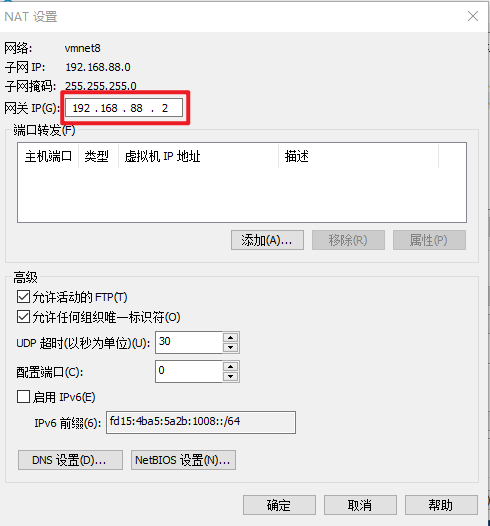 NAT 设置
网络: vmnet8
子网 IP: 192.168.88.0
子网掩码: 255.255.255.0
网关 IP(G): 192 . 168 . 88 . 2
端口转发(F)
主机端口 类型 虚拟机 IP 地址 描述
添加(A)... 移除(R) 属性(P)
高级
允许活动的 FTP(T)
允许任何组织唯一标识符(O)
UDP 超时(以秒为单位)(U): 30
配置端口(C): 0
启用 IPv6(E)
IPv6 前缀(6): fd15:4ba5:5a2b:1008::/64
DNS 设置(D)... NetBIOS 设置(N)...
确定 取消 帮助